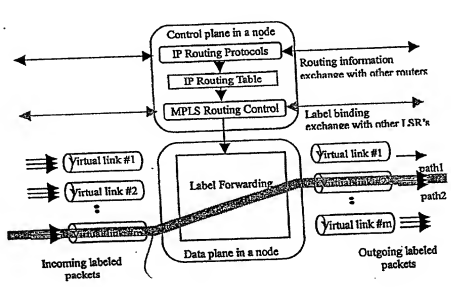 Control plane in a node
IP Routing Protocols
Routing information
exchange with other routers
IP Routing Table
MPLS Routing Control
Label binding
exchange with other LSR's
Virtual link #1
Virtual link #2
Virtual link #m
Label Forwarding
Virtual link #1
path1
path2
Virtual link #m
Incoming labeled
packets
Data plane in a node
Outgoing labeled
packets